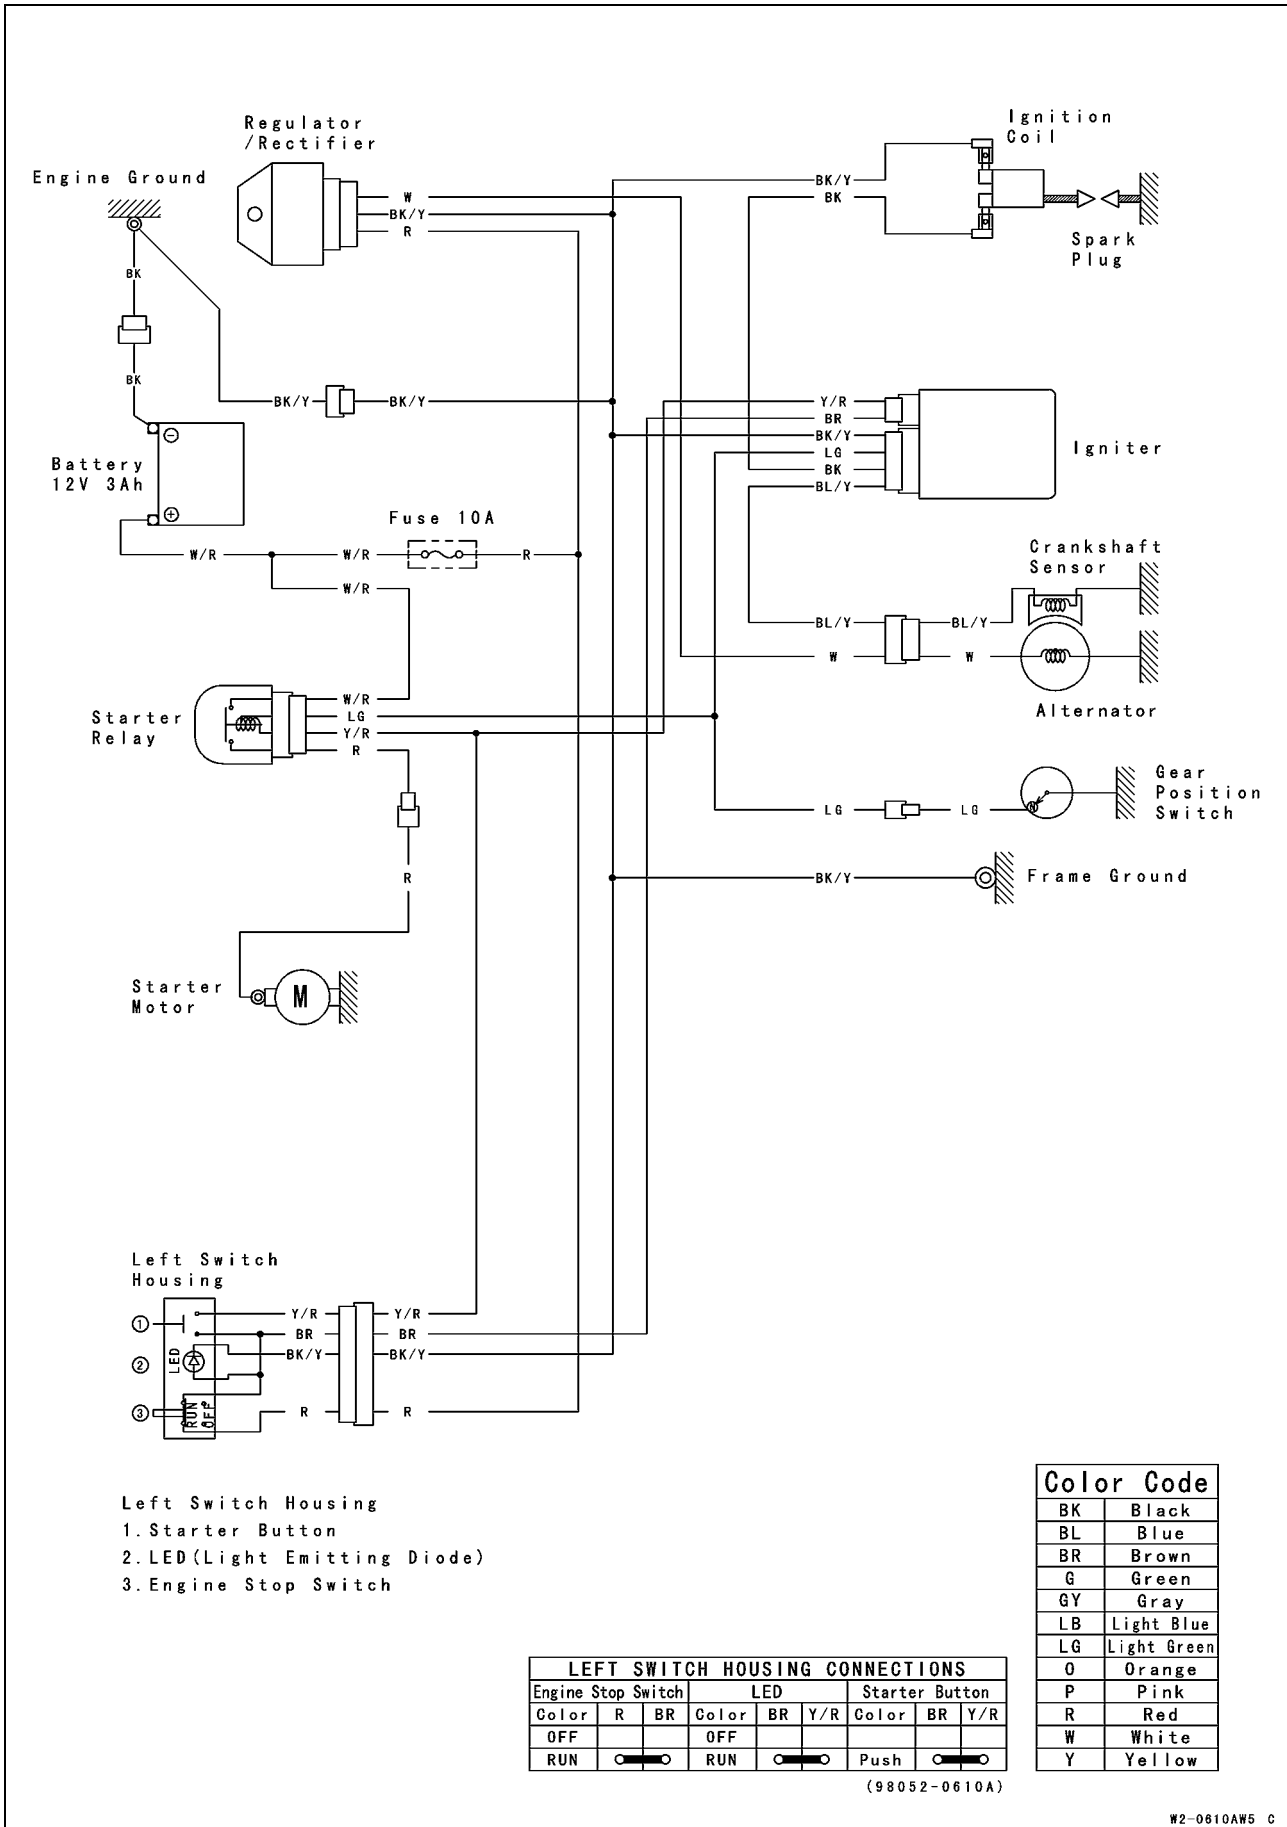 Regulator
/Rectifier
Ignition
Coil
Engine Ground
BK/Y
W
BK
BK/Y
R
Spark
Plug
BK
BK
BK/Y
BK/Y
Y/R
BR
BK/Y
LG
BK
BL/Y
Igniter
Battery
12V 3Ah
Fuse 10A
W/R
W/R
R
W/R
Crankshaft
Sensor
BL/Y
BL/Y
W
W
Alternator
Starter
Relay
W/R
LG
Y/R
R
Gear
Position
Switch
LG
LG
N
R
BK/Y
Frame Ground
Starter
Motor
M
Left Switch
Housing
1
Y/R
Y/R
BR
BR
2
LED
BK/Y
BK/Y
3
RUN
OFF
R
R
Left Switch Housing
1.Starter Button
2.LED(Light Emitting Diode)
3.Engine Stop Switch
Color Code
BK Black
BL Blue
BR Brown
G Green
GY Gray
LB Light Blue
LG Light Green
O Orange
P Pink
R Red
W White
Y Yellow
LEFT SWITCH HOUSING CONNECTIONS
Engine Stop Switch LED Starter Button
Color R BR Color BR Y/R Color BR Y/R
OFF OFF
RUN RUN Push
(98052-0610A)
W2-0610AW5 C